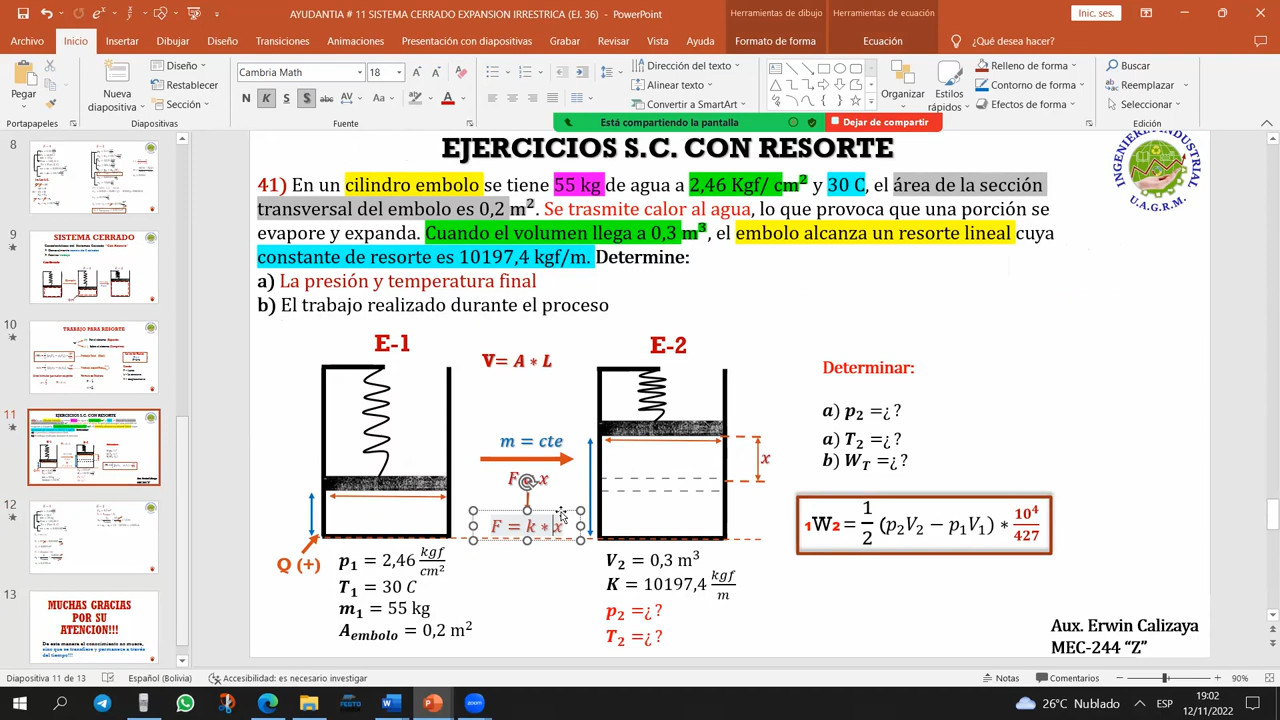 AYUDANTIA # 11 SISTEMA CERRADO EXPANSION IRREETRICTA (EJ. 36) - PowerPoint
Herramientas de dibujo
Herramientas de ecuación
Inic. ses.
Archivo
Inicio
Insertar
Dibujar
Diseño
Transiciones
Animaciones
Presentación con diapositivas
Grabar
Revisar
Vista
Ayuda
Formato de forma
Ecuación
¿Qué desea hacer?
Pegar
Portapapeles
Nueva
diapositiva
Diseño
Restablecer
Sección
Diapositivas
Cambria Math
18
N K S S abc AV Aa A
Fuente
Dirección del texto
Alinear texto
Convertir a SmartArt
Organizar
Estilos
rápidos
Relleno de forma
Contorno de forma
Efectos de forma
Buscar
Reemplazar
Seleccionar
Edición
Está compartiendo la pantalla
Dejar de compartir
8
SISTEMA CERRADO
10
TRABAJO PARA RESORTE
11
EJERCICIOS S.C. CON RESORTE
12
13
MUCHAS GRACIAS
POR SU
ATENCION!!!
EJERCICIOS S.C. CON RESORTE
INGENIERIA INDUSTRIAL
U.A.G.R.M.
41) En un cilindro embolo se tiene 55 kg de agua a 2,46 Kgf/ cm² y 30 C, el área de la sección
transversal del embolo es 0,2 m². Se trasmite calor al agua, lo que provoca que una porción se
evapore y expanda. Cuando el volumen llega a 0,3 m³, el embolo alcanza un resorte lineal cuya
constante de resorte es 10197,4 kgf/m. Determine:
a) La presión y temperatura final
b) El trabajo realizado durante el proceso
E-1
V= A * L
E-2
m = cte
F x
F = k * x
x
Q (+)
p₁ = 2,46 kgf/cm²
T₁ = 30 C
m₁ = 55 kg
A_embolo = 0,2 m²
V₂ = 0,3 m³
K = 10197,4 kgf/m
p₂ =¿ ?
T₂ =¿ ?
Determinar:
a) p₂ =¿ ?
a) T₂ =¿ ?
b) W_T =¿ ?
₁W₂ = 1/2 (p₂V₂ − p₁V₁) * 10⁴/427
Aux. Erwin Calizaya
MEC-244 “Z”
Diapositiva 11 de 13
Español (Bolivia)
Accesibilidad: es necesario investigar
Notas
Comentarios
90%
FESTO
zoom
26°C Nublado
ESP
19:02
12/11/2022